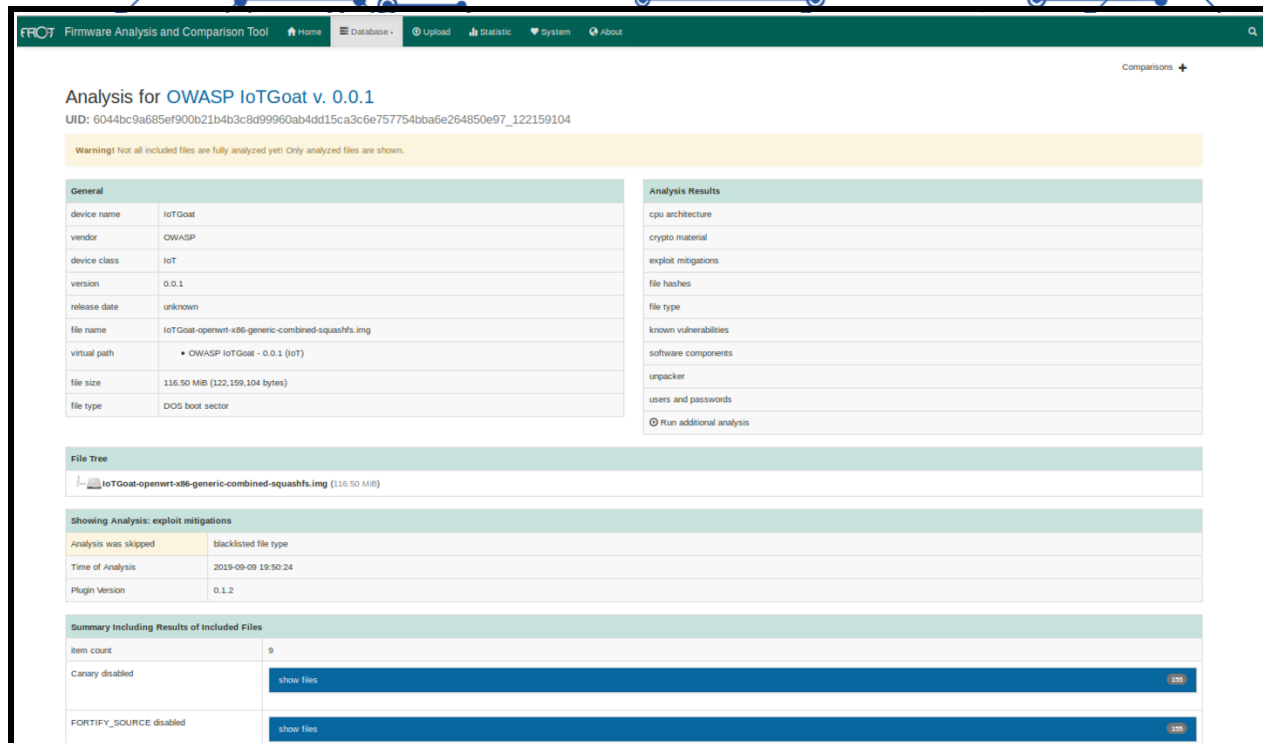 FACT Firmware Analysis and Comparison Tool Home Database Upload Statistic System About
Comparisons +
Analysis for OWASP IoTGoat v. 0.0.1
UID: 6044bc9a685ef900b21b4b3c8d99960ab4dd15ca3c6e757754bba6e264850e97_122159104
Warning! Not all included files are fully analyzed yet! Only analyzed files are shown.
General
device name IoTGoat
vendor OWASP
device class IoT
version 0.0.1
release date unknown
file name IoTGoat-openwrt-x86-generic-combined-squashfs.img
virtual path • OWASP IoTGoat - 0.0.1 (IoT)
file size 116.50 MiB (122,159,104 bytes)
file type DOS boot sector
Analysis Results
cpu architecture
crypto material
exploit mitigations
file hashes
file type
known vulnerabilities
software components
unpacker
users and passwords
Run additional analysis
File Tree
IoTGoat-openwrt-x86-generic-combined-squashfs.img (116.50 MiB)
Showing Analysis: exploit mitigations
Analysis was skipped blacklisted file type
Time of Analysis 2019-09-09 19:50:24
Plugin Version 0.1.2
Summary Including Results of Included Files
item count 9
Canary disabled show files 155
FORTIFY_SOURCE disabled show files 155